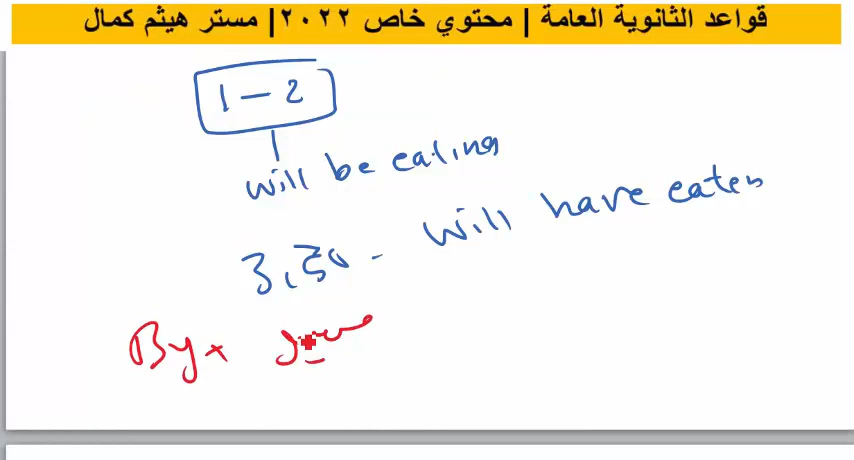 قواعد الثانوية العامة | محتوي خاص ٢٠٢٢ | مستر هيثم كمال
1 - 2
will be eating
3,30 - will have eaten
By +